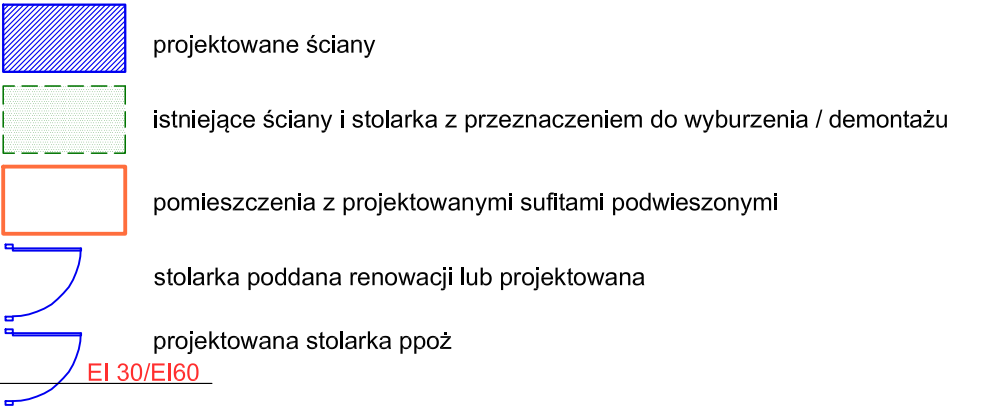 projektowane ściany
istniejące ściany i stolarka z przeznaczeniem do wyburzenia / demontażu
pomieszczenia z projektowanymi sufitami podwieszonymi
stolarka poddana renowacji lub projektowana
projektowana stolarka ppoż
EI 30/EI60